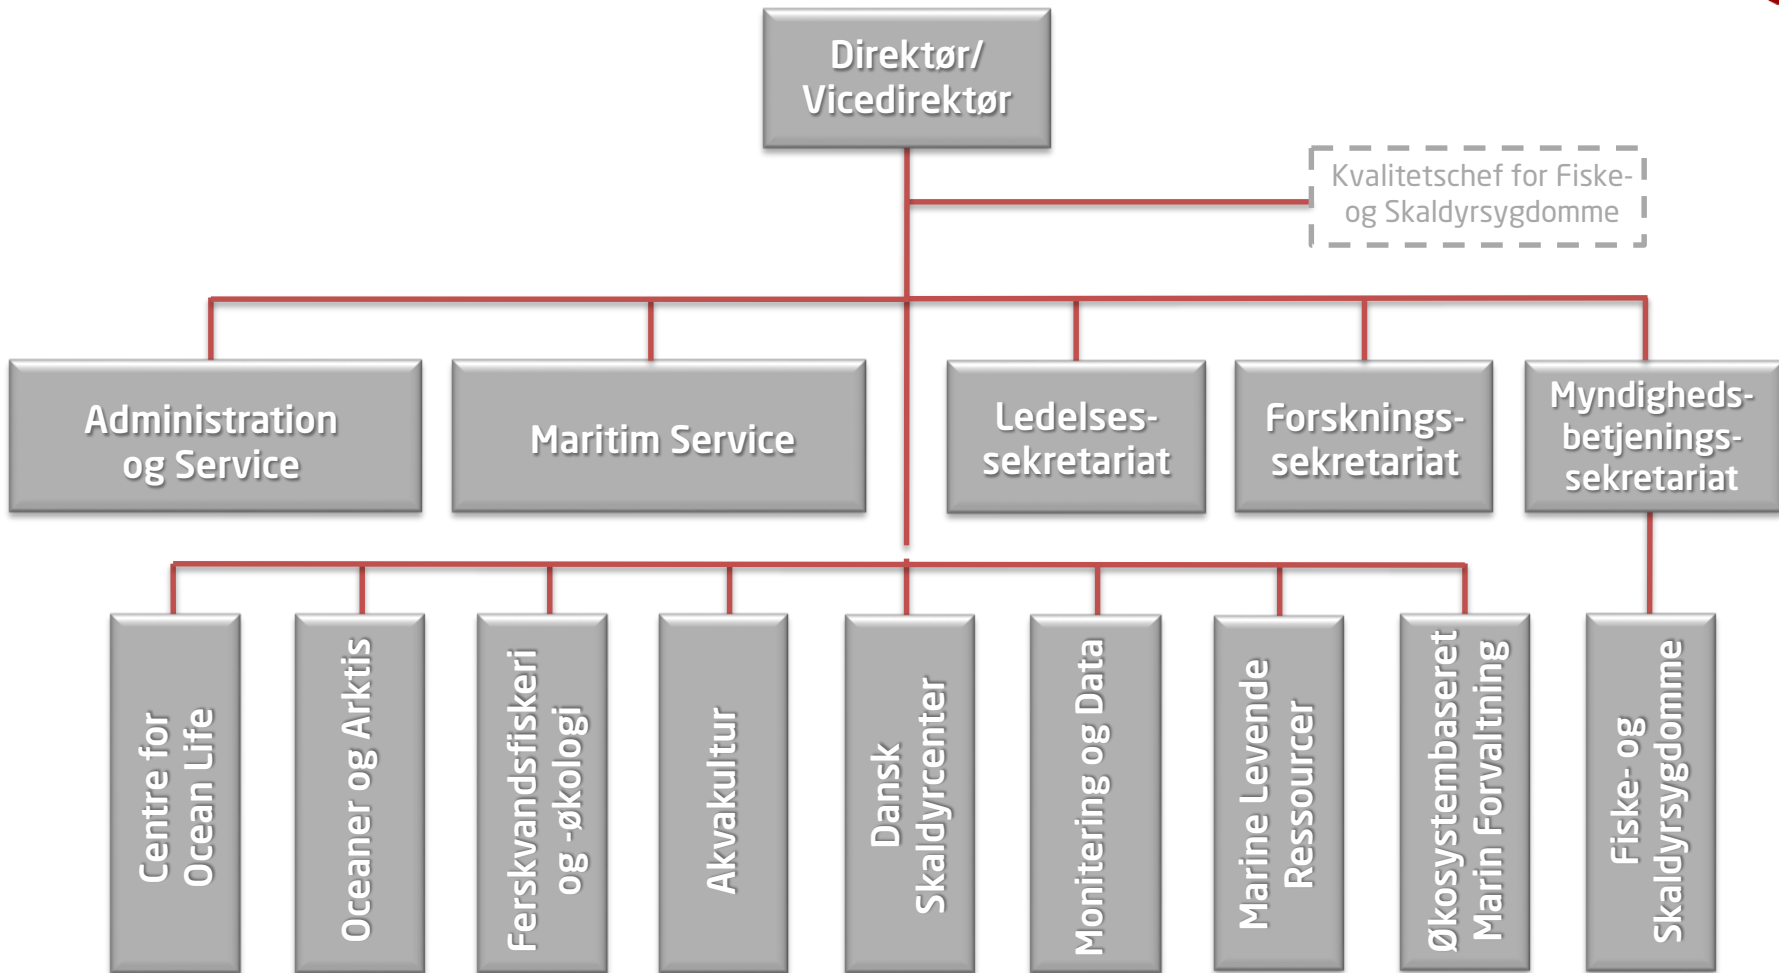 Direktør/
Vicedirektør
Kvalitetschef for Fiske-
og Skaldyrsygdomme
Administration
og Service
Maritim Service
Ledelses-
sekretariat
Forsknings-
sekretariat
Myndigheds-
betjenings-
sekretariat
Centre for
Ocean Life
Oceaner og Arktis
Ferskvandsfiskeri
og -økologi
Akvakultur
Dansk
Skaldyrcenter
Monitering og Data
Marine Levende
Ressourcer
Økosystembaseret
Marin Forvaltning
Fiske- og
Skaldyrsygdomme